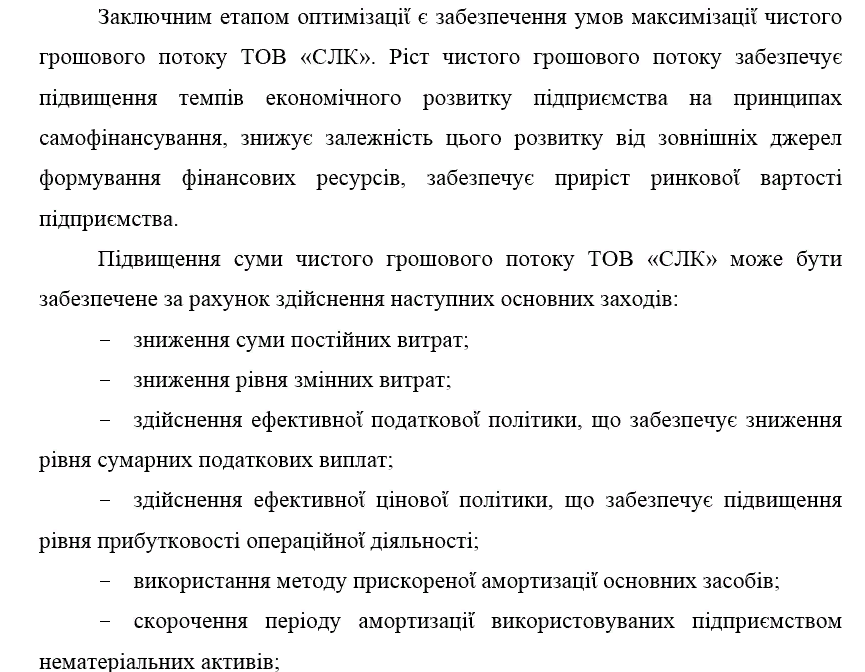 Заключним етапом оптимізації є забезпечення умов максимізації чистого
грошового потоку ТОВ «СЛК». Ріст чистого грошового потоку забезпечує
підвищення темпів економічного розвитку підприємства на принципах
самофінансування, знижує залежність цього розвитку від зовнішніх джерел
формування фінансових ресурсів, забезпечує приріст ринкової вартості
підприємства.
Підвищення суми чистого грошового потоку ТОВ «СЛК» може бути
забезпечене за рахунок здійснення наступних основних заходів:
– зниження суми постійних витрат;
– зниження рівня змінних витрат;
– здійснення ефективної податкової політики, що забезпечує зниження
рівня сумарних податкових виплат;
– здійснення ефективної цінової політики, що забезпечує підвищення
рівня прибутковості операційної діяльності;
– використання методу прискореної амортизації основних засобів;
– скорочення періоду амортизації використовуваних підприємством
нематеріальних активів;